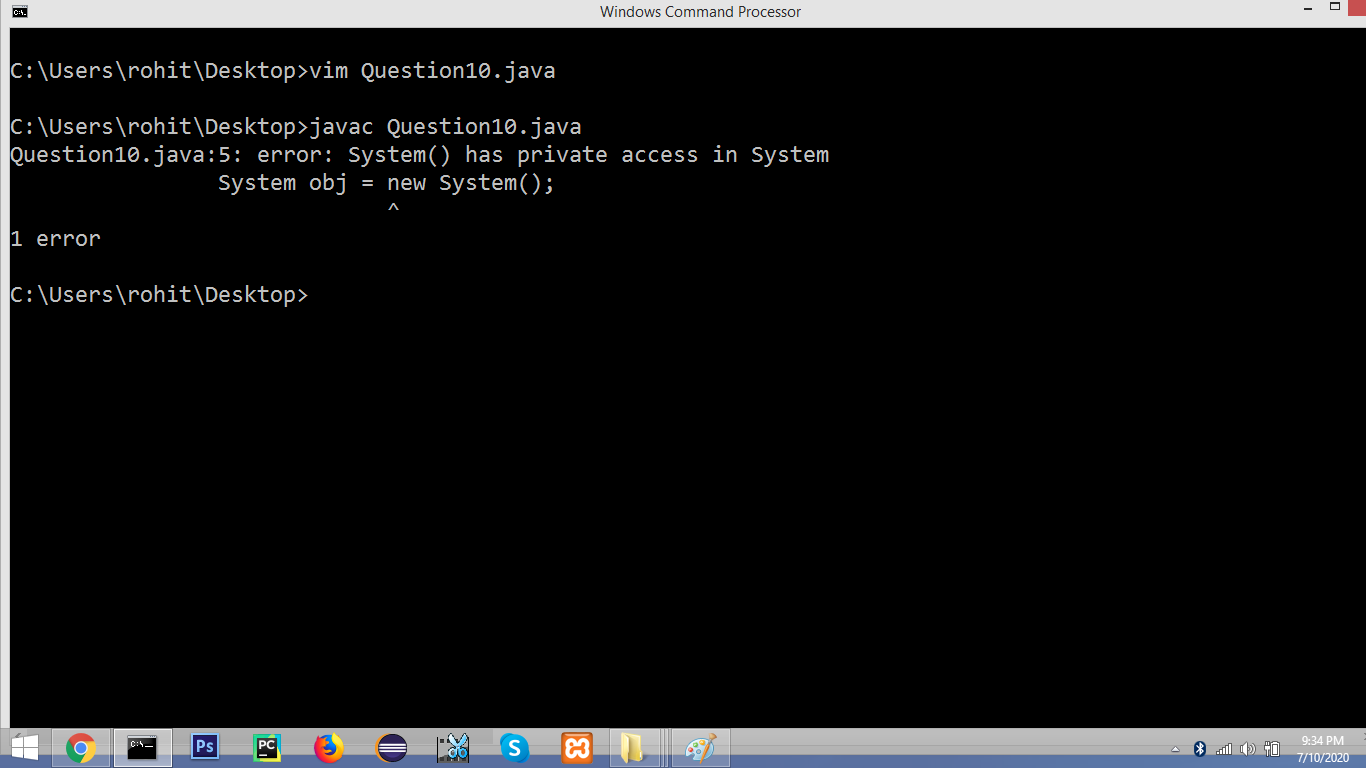 Windows Command Processor
C:\Users\rohit\Desktop>vim Question10.java
C:\Users\rohit\Desktop>javac Question10.java
Question10.java:5: error: System() has private access in System
                System obj = new System();
                             ^
1 error
C:\Users\rohit\Desktop>
C:\._
Ps
PC
S
9:34 PM
7/10/2020